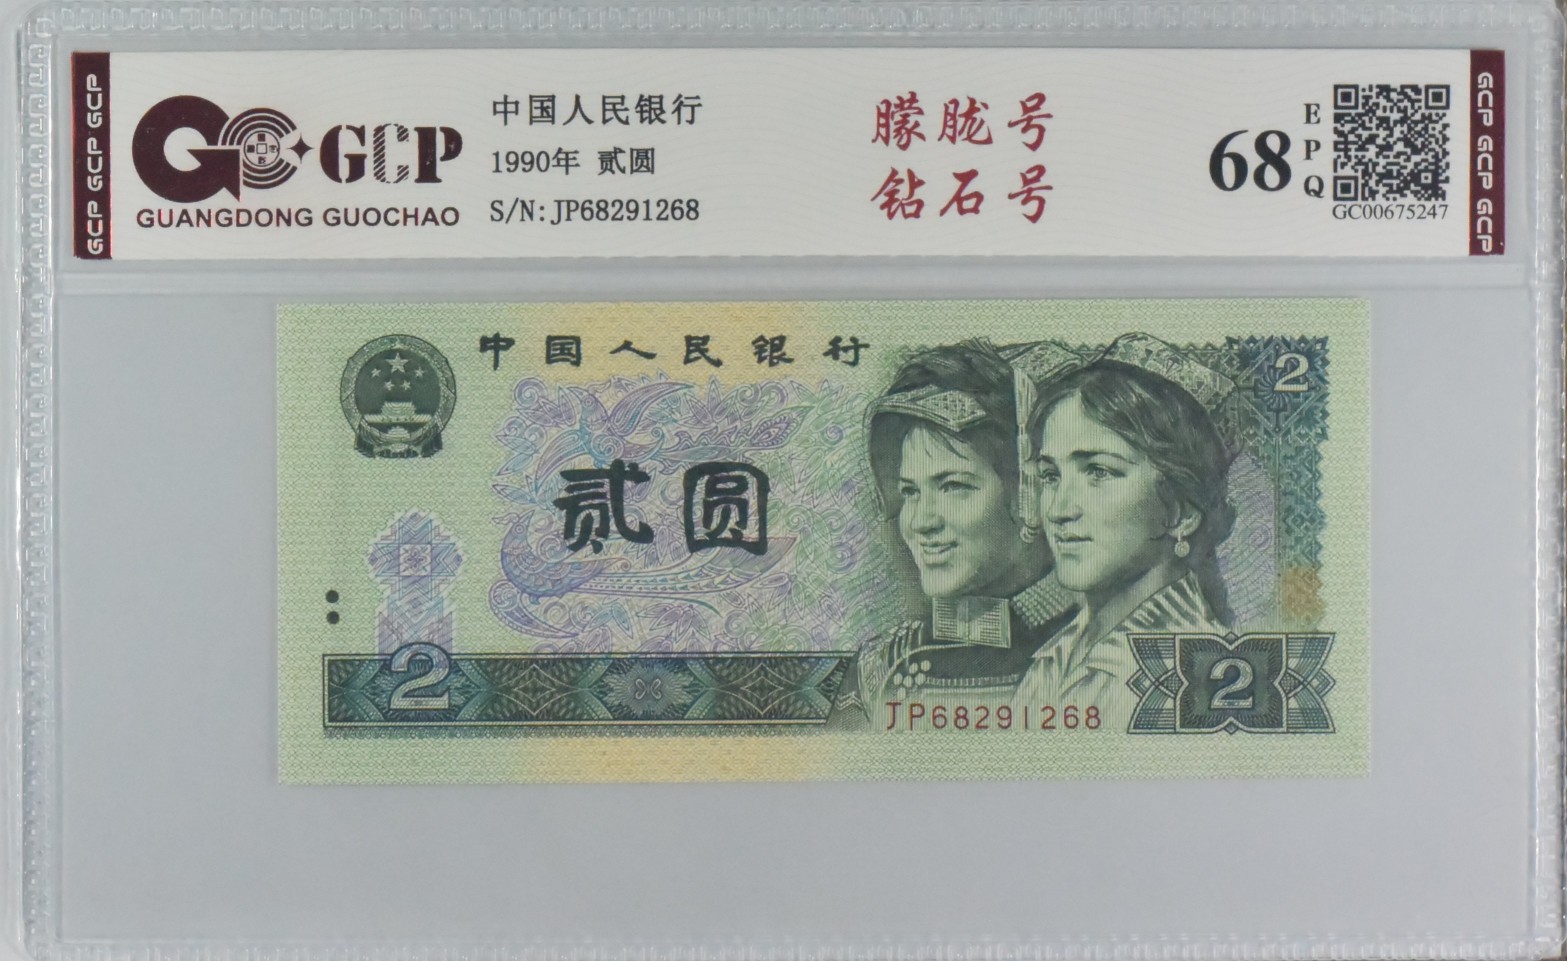 GCP GCP GCP
GCP
GUANGDONG GUOCHAO
中国人民银行
1990年 贰圆
S/N:JP68291268
朦胧号
钻石号
68
EPQ
GC00675247
GCP GCP GCP
中国人民银行
2
贰圆
2
JP68291268
2